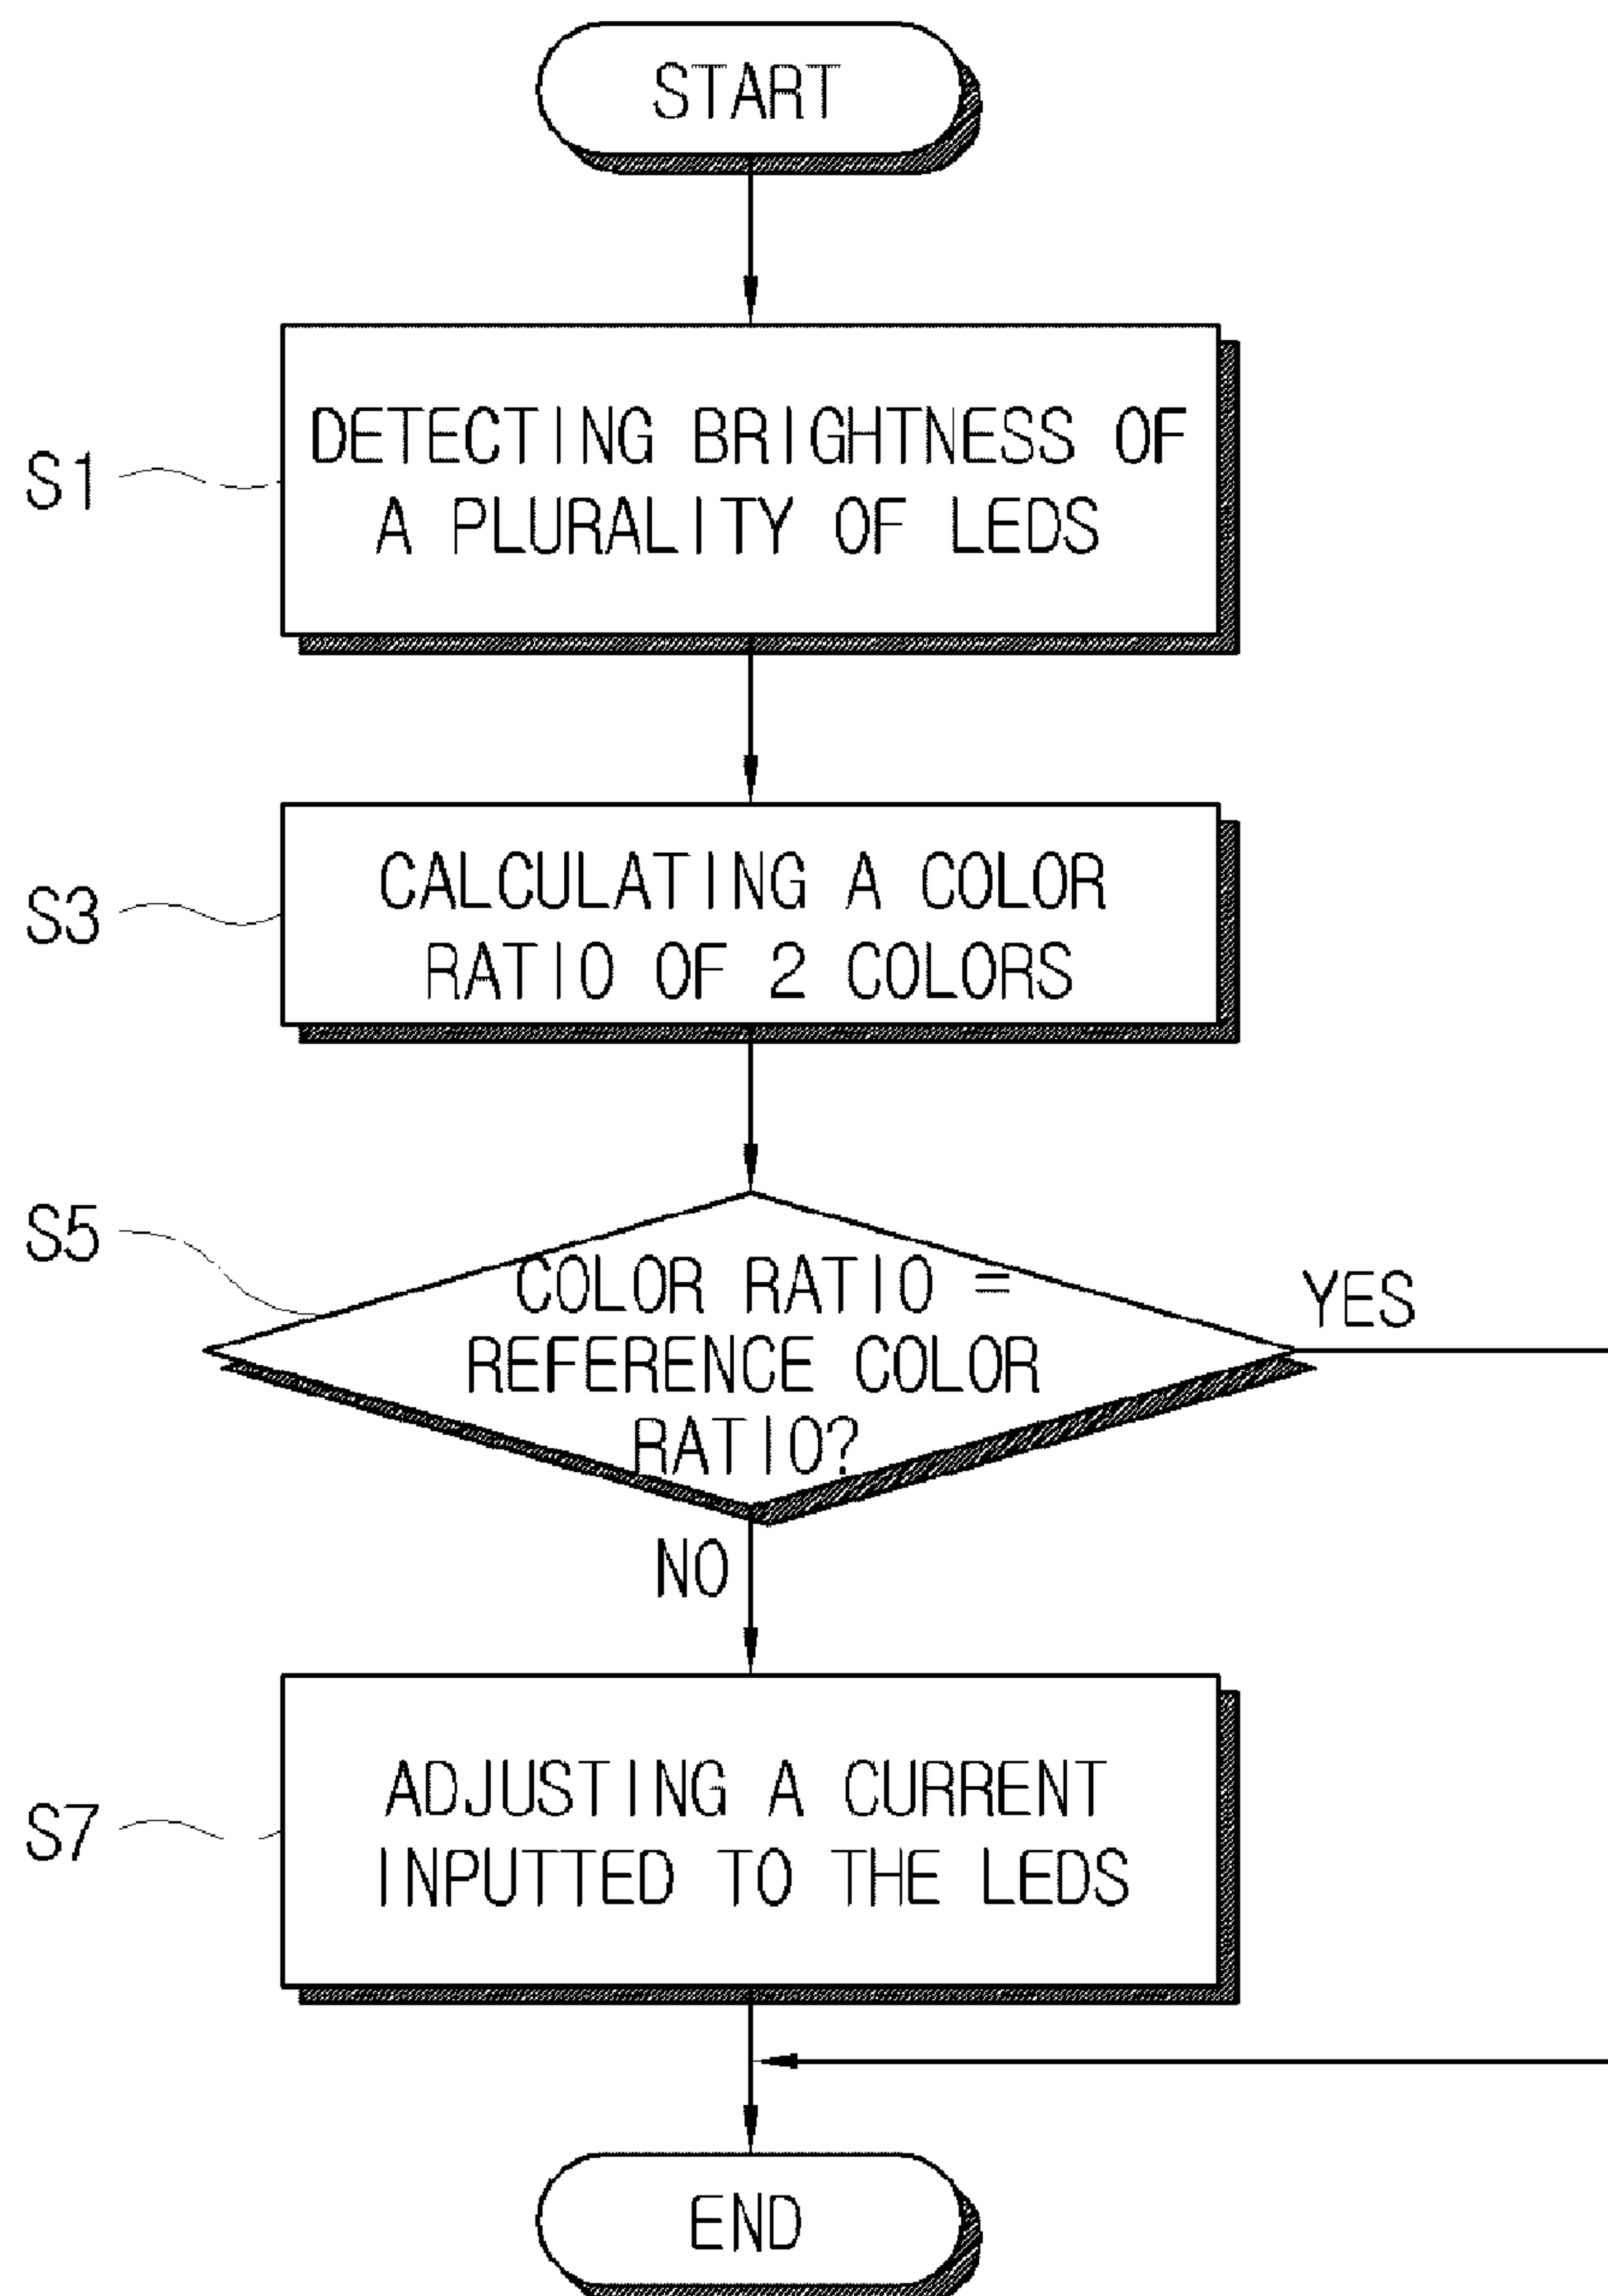 START
S1
DETECTING BRIGHTNESS OF
A PLURALITY OF LEDS
S3
CALCULATING A COLOR
RATIO OF 2 COLORS
S5
COLOR RATIO =
REFERENCE COLOR
RATIO?
YES
NO
S7
ADJUSTING A CURRENT
INPUTTED TO THE LEDS
END